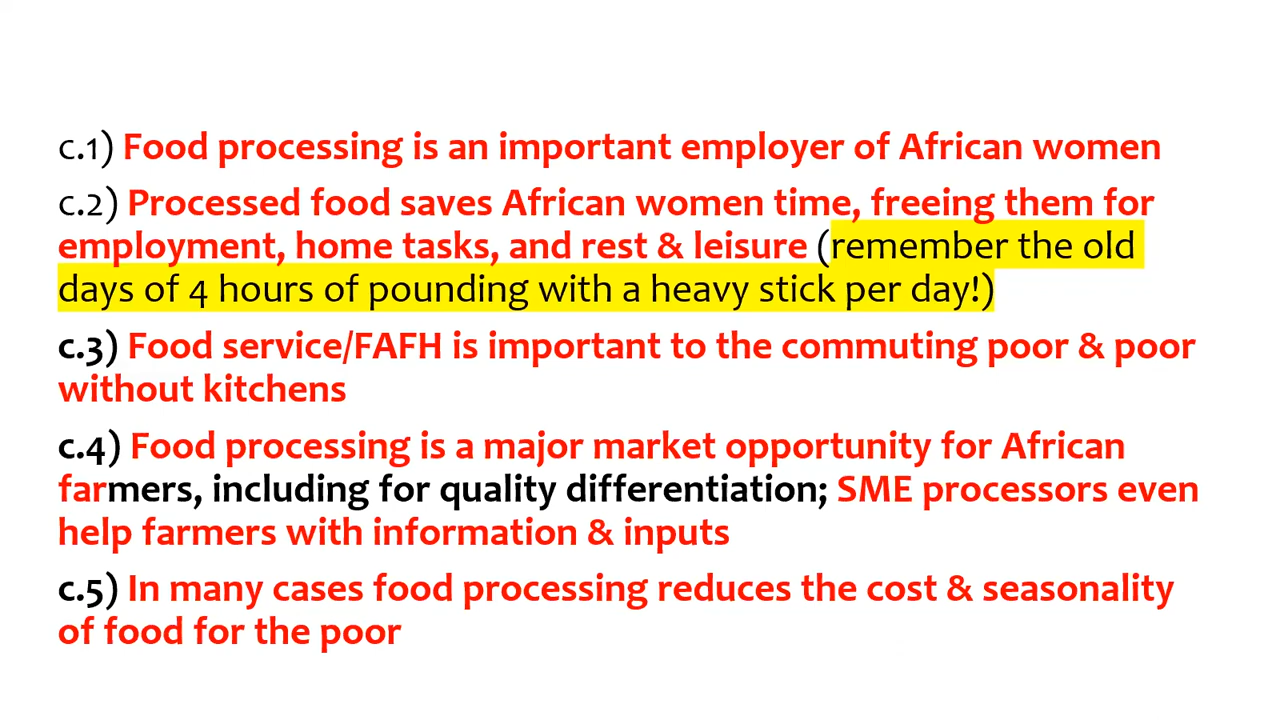 c.1) Food processing is an important employer of African women
c.2) Processed food saves African women time, freeing them for
employment, home tasks, and rest & leisure (remember the old
days of 4 hours of pounding with a heavy stick per day!)
c.3) Food service/FAFH is important to the commuting poor & poor
without kitchens
c.4) Food processing is a major market opportunity for African
farmers, including for quality differentiation; SME processors even
help farmers with information & inputs
c.5) In many cases food processing reduces the cost & seasonality
of food for the poor